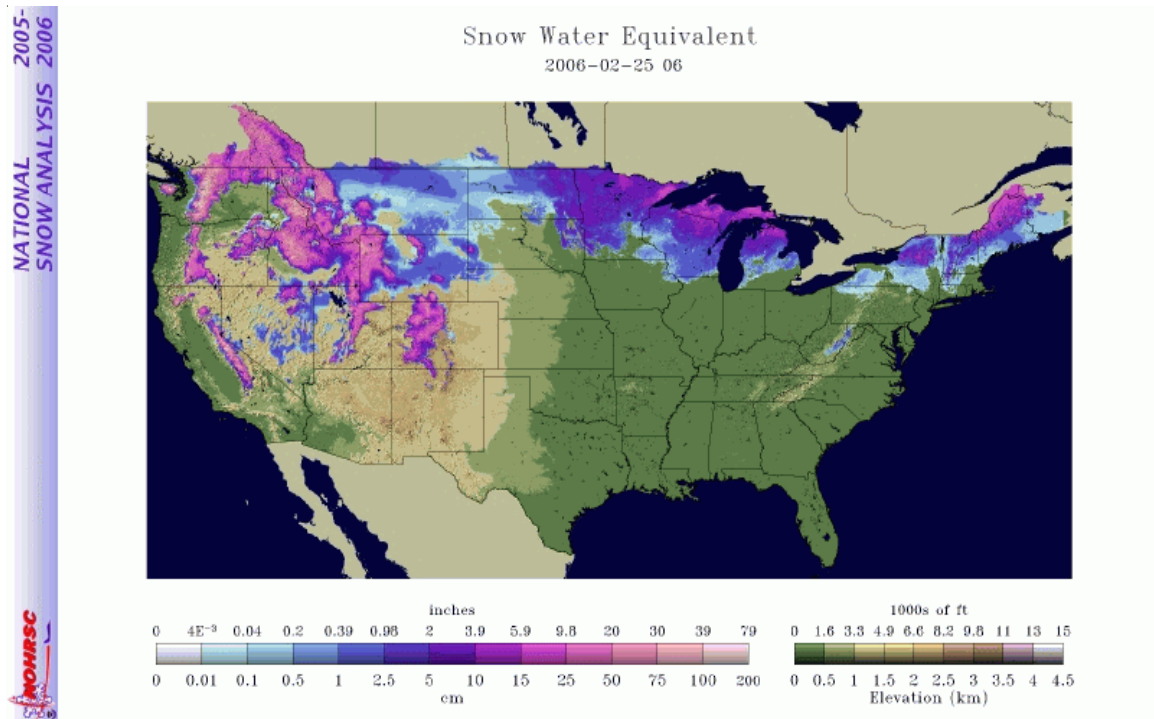 NATIONAL 2005-
SNOW ANALYSIS 2006
NOHRSC
Snow Water Equivalent
2006-02-25 06
inches
0 4E-3 0.04 0.2 0.39 0.98 2 3.9 5.9 9.8 20 30 39 79
0 0.01 0.1 0.5 1 2.5 5 10 15 25 50 75 100 200
cm
1000s of ft
0 1.6 3.3 4.9 6.6 8.2 9.8 11 13 15
0 0.5 1 1.5 2 2.5 3 3.5 4 4.5
Elevation (km)